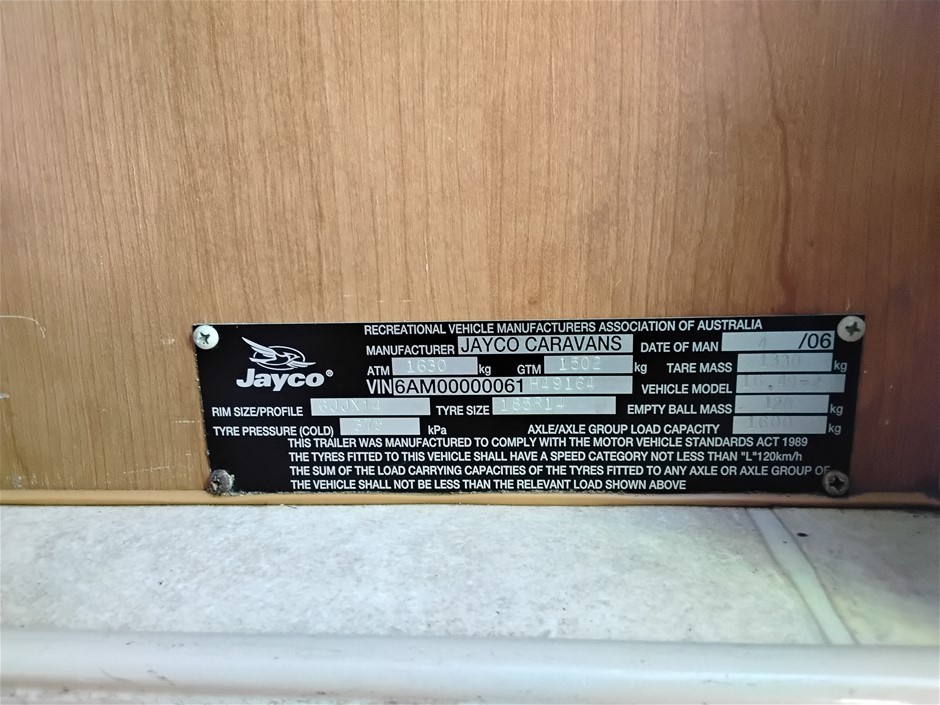 RECREATIONAL VEHICLE MANUFACTURERS ASSOCIATION OF AUSTRALIA
Jayco®
MANUFACTURER JAYCO CARAVANS DATE OF MAN 4 /06
ATM 1630 kg GTM 1502 kg TARE MASS kg
VIN 6AM00000061H49164 VEHICLE MODEL
RIM SIZE/PROFILE TYRE SIZE 185R14 EMPTY BALL MASS kg
TYRE PRESSURE (COLD) kPa AXLE/AXLE GROUP LOAD CAPACITY 1600 kg
THIS TRAILER WAS MANUFACTURED TO COMPLY WITH THE MOTOR VEHICLE STANDARDS ACT 1989
THE TYRES FITTED TO THIS VEHICLE SHALL HAVE A SPEED CATEGORY NOT LESS THAN "L"120km/h
THE SUM OF THE LOAD CARRYING CAPACITIES OF THE TYRES FITTED TO ANY AXLE OR AXLE GROUP OF
THE VEHICLE SHALL NOT BE LESS THAN THE RELEVANT LOAD SHOWN ABOVE